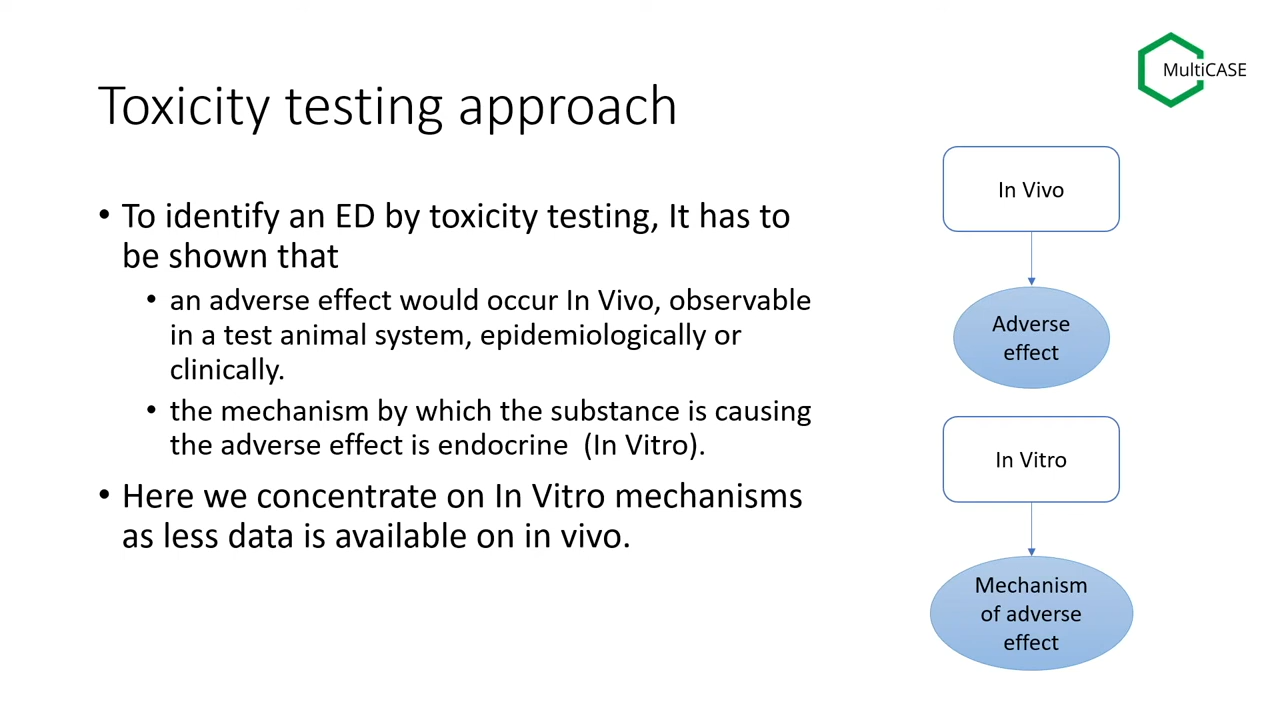 MultiCASE
Toxicity testing approach
• To identify an ED by toxicity testing, It has to
be shown that
• an adverse effect would occur In Vivo, observable
in a test animal system, epidemiologically or
clinically.
• the mechanism by which the substance is causing
the adverse effect is endocrine  (In Vitro).
• Here we concentrate on In Vitro mechanisms
as less data is available on in vivo.
In Vivo
Adverse
effect
In Vitro
Mechanism
of adverse
effect